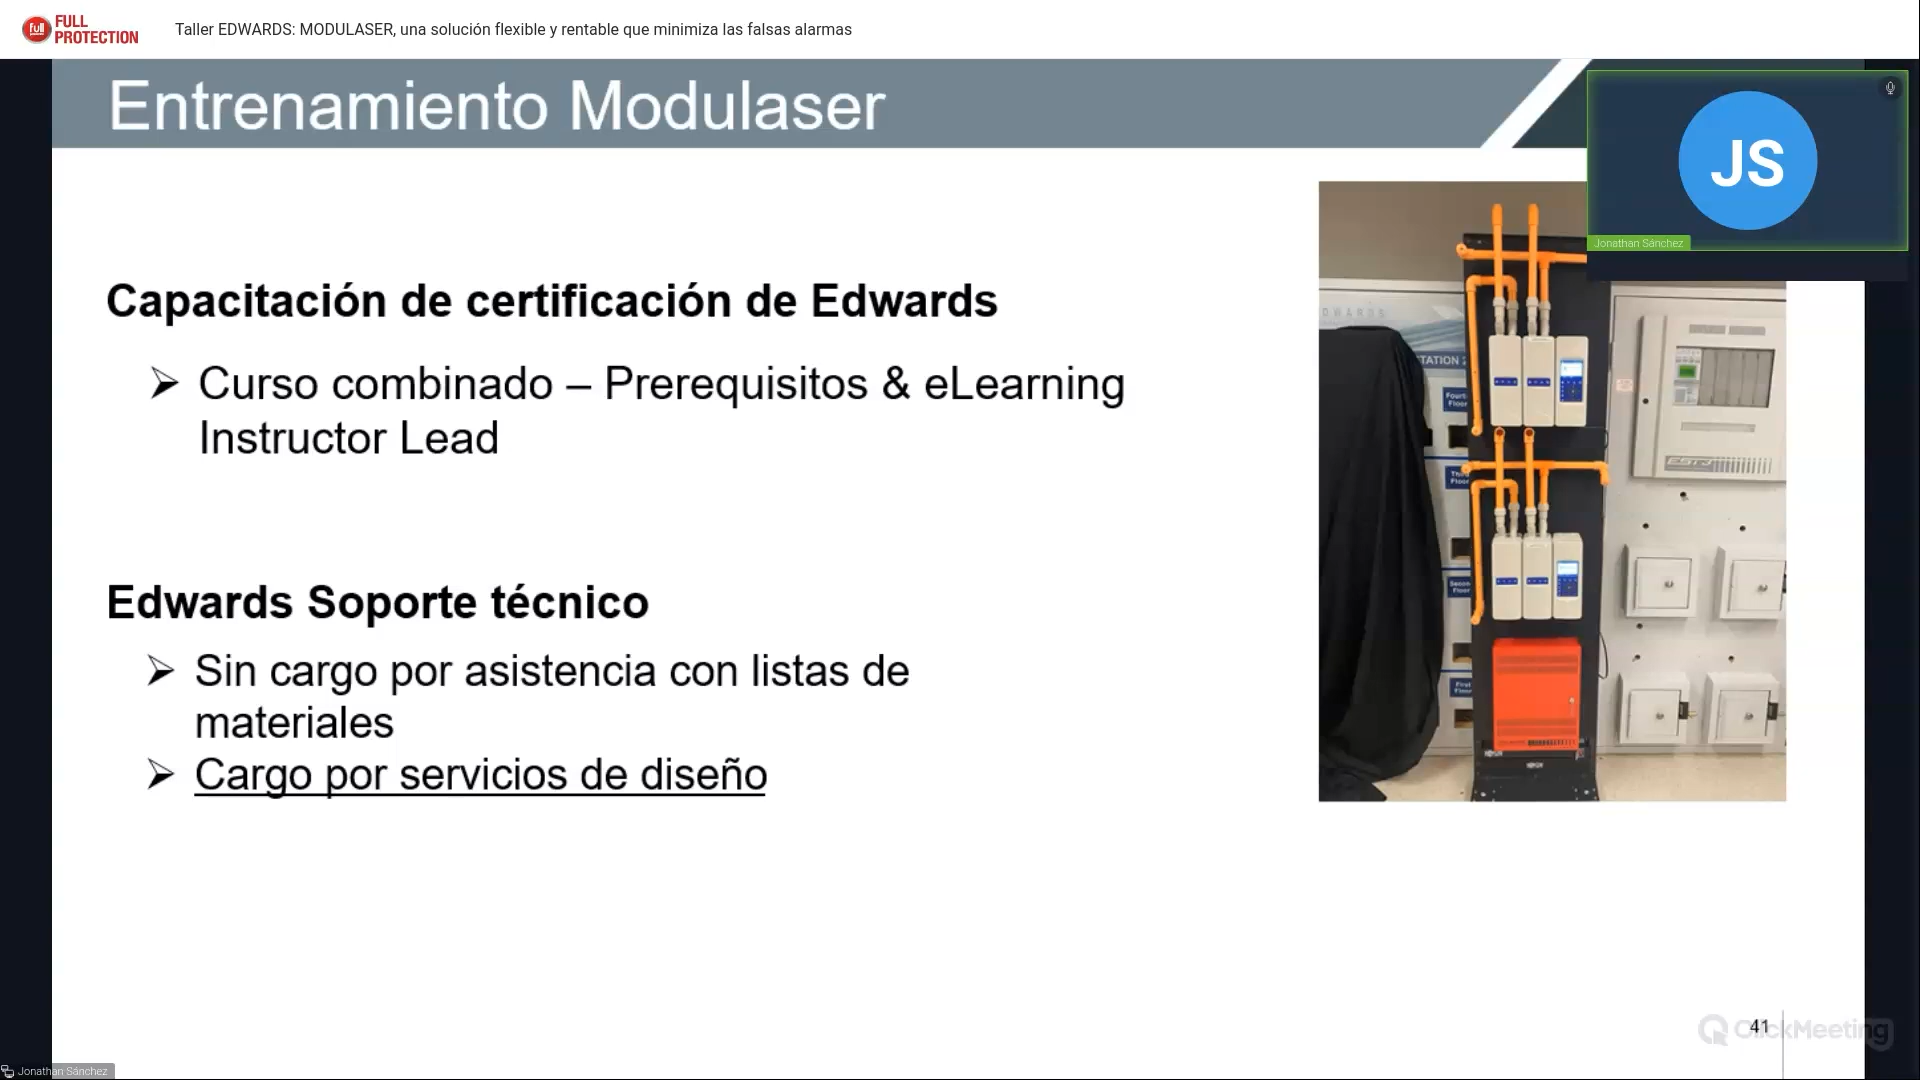 full
FULL
PROTECTION
Taller EDWARDS: MODULASER, una solución flexible y rentable que minimiza las falsas alarmas
Entrenamiento Modulaser
JS
Jonathan Sánchez
Capacitación de certificación de Edwards
➢ Curso combinado – Prerequisitos & eLearning
Instructor Lead
Edwards Soporte técnico
➢ Sin cargo por asistencia con listas de
materiales
➢ Cargo por servicios de diseño
EST3
41
ClickMeeting
Jonathan Sánchez